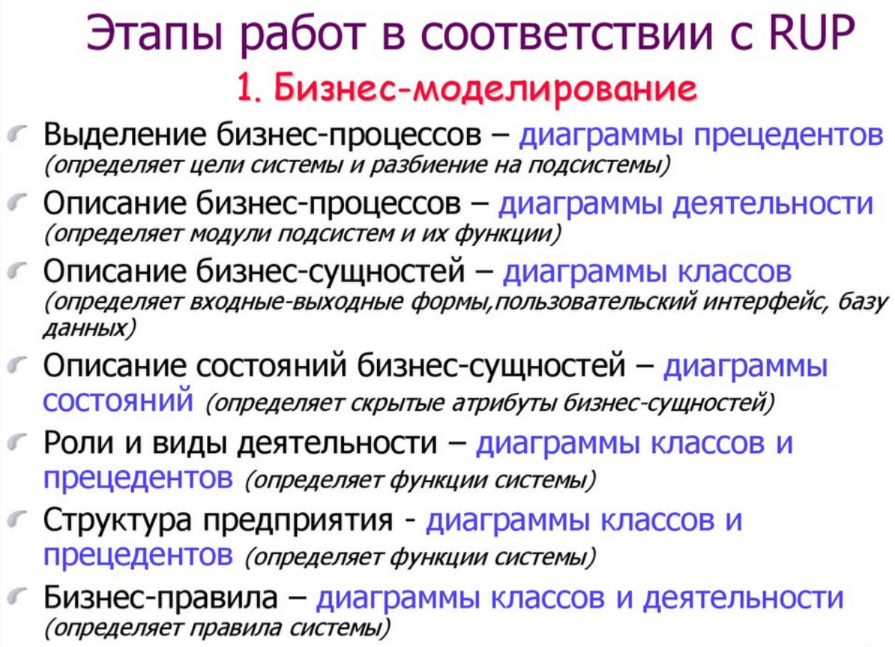 Этапы работ в соответствии с RUP
1. Бизнес-моделирование
Выделение бизнес-процессов – диаграммы прецедентов
(определяет цели системы и разбиение на подсистемы)
Описание бизнес-процессов – диаграммы деятельности
(определяет модули подсистем и их функции)
Описание бизнес-сущностей – диаграммы классов
(определяет входные-выходные формы,пользовательский интерфейс, базу
данных)
Описание состояний бизнес-сущностей – диаграммы
состояний (определяет скрытые атрибуты бизнес-сущностей)
Роли и виды деятельности – диаграммы классов и
прецедентов (определяет функции системы)
Структура предприятия - диаграммы классов и
прецедентов (определяет функции системы)
Бизнес-правила – диаграммы классов и деятельности
(определяет правила системы)